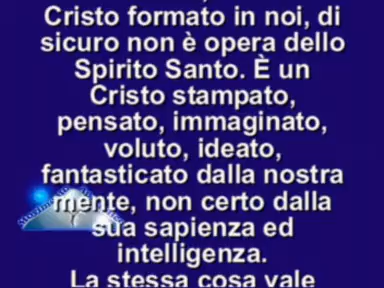 Cristo formato in noi, di
sicuro non è opera dello
Spirito Santo. È un
Cristo stampato,
pensato, immaginato,
voluto, ideato,
fantasticato dalla nostra
mente, non certo dalla
sua sapienza ed
intelligenza.
La stessa cosa vale